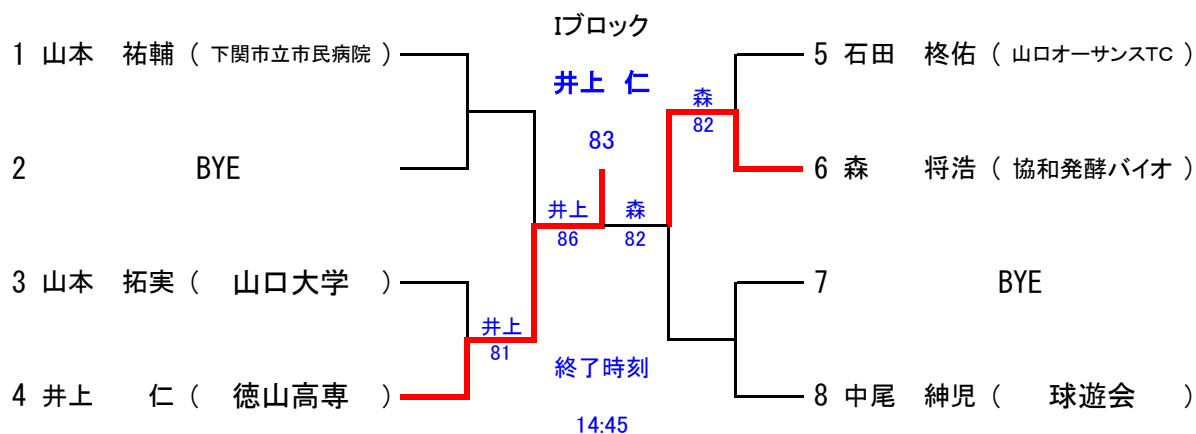 Iブロック
1 山本 祐輔 ( 下関市立市民病院 )
井上 仁
5 石田 柊佑 ( 山口オーサンスTC )
森
82
83
2 BYE
6 森 将浩 ( 協和発酵バイオ )
井上
86
森
82
3 山本 拓実 ( 山口大学 )
7 BYE
井上
81
終了時刻
4 井上 仁 ( 徳山高専 )
8 中尾 紳児 ( 球遊会 )
14:45